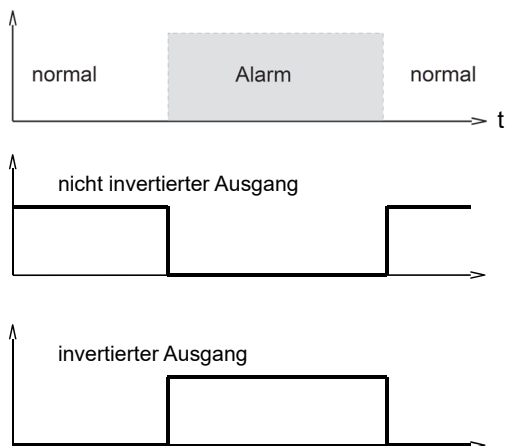 normal Alarm normal
t
nicht invertierter Ausgang
invertierter Ausgang